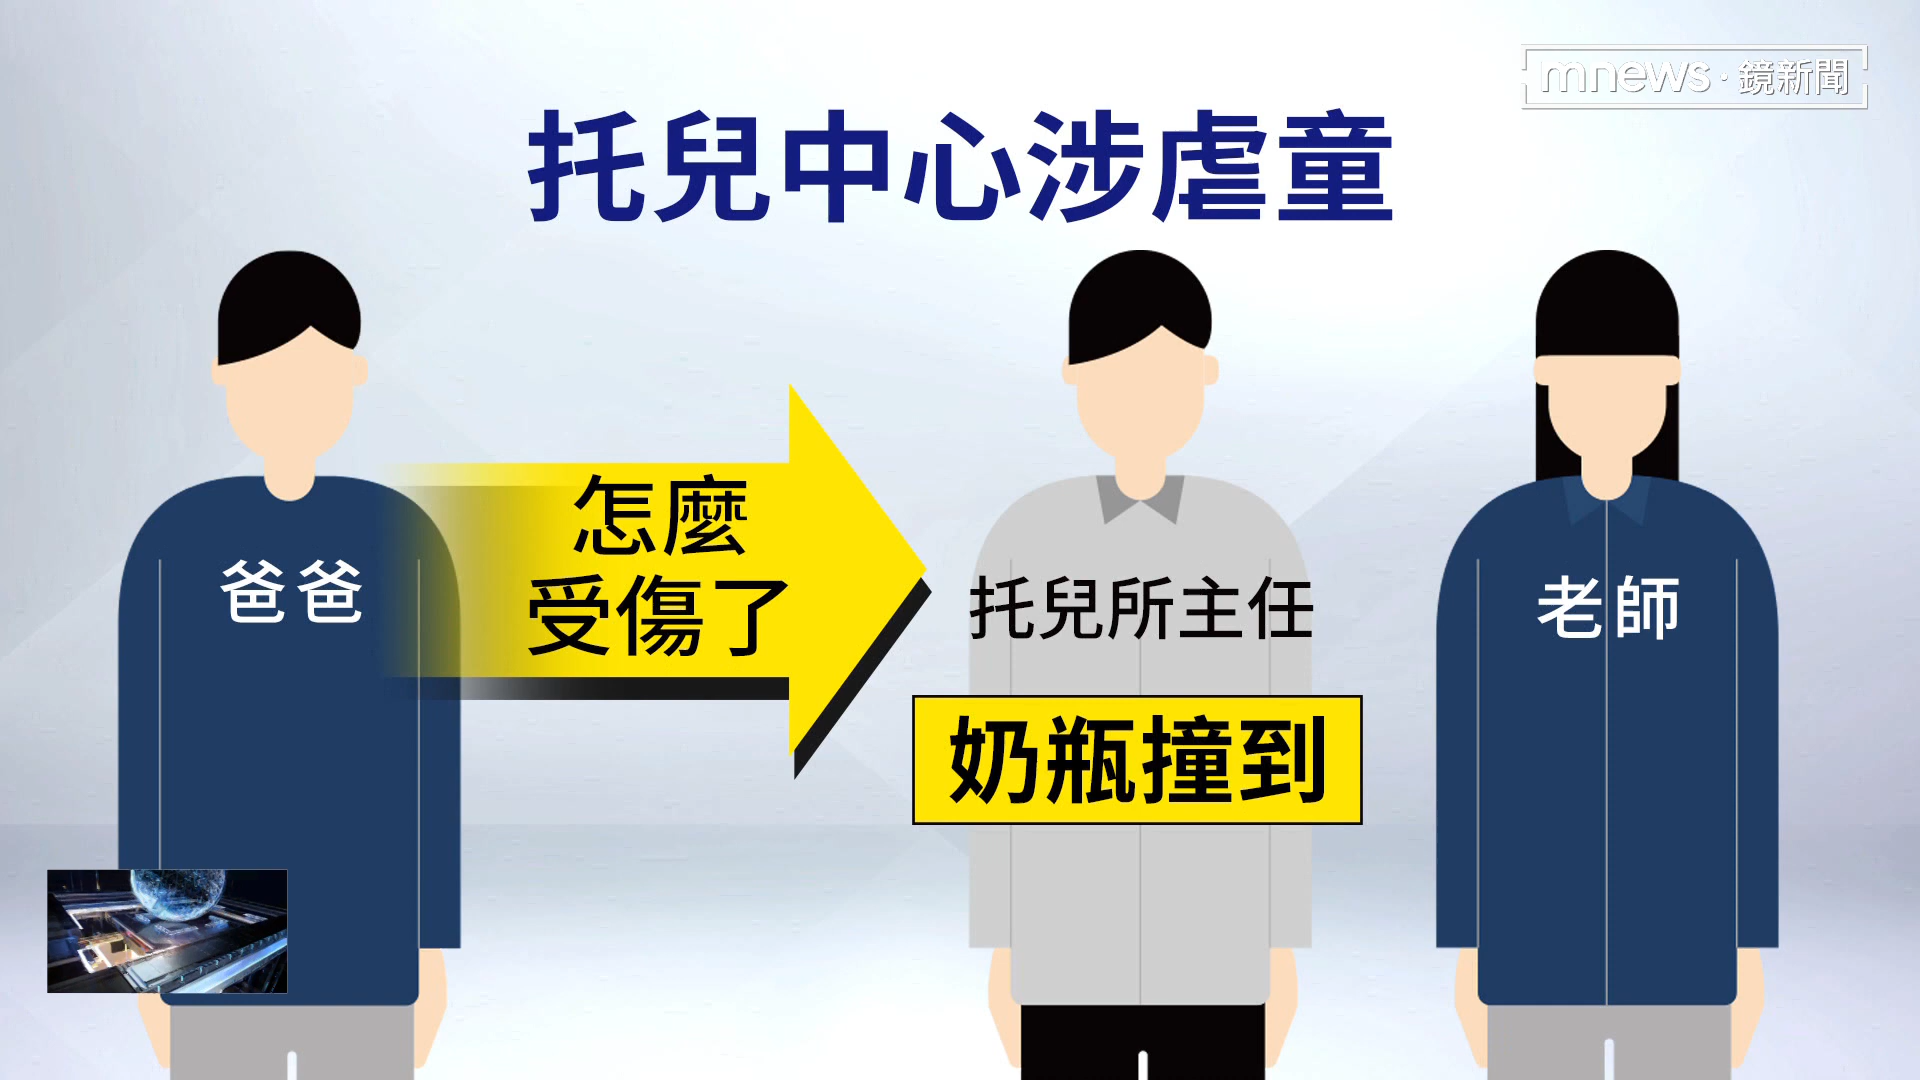 mnews·鏡新聞
托兒中心涉虐童
怎麼
受傷了
爸爸
托兒所主任
老師
奶瓶撞到